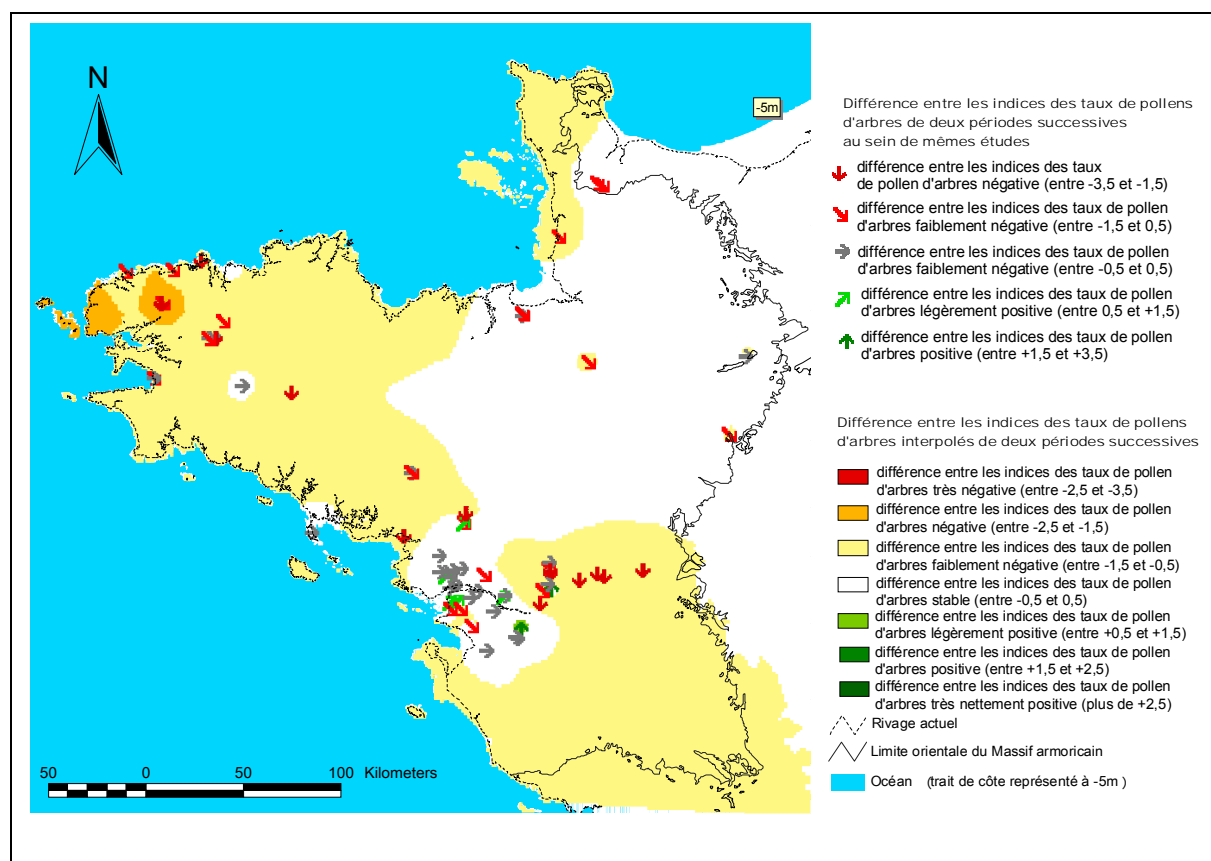 N
-5m
50 0 50 100 Kilometers
Différence entre les indices des taux de pollens
d'arbres de deux périodes successives
au sein de mêmes études
différence entre les indices des taux
de pollen d'arbres négative (entre -3,5 et -1,5)
différence entre les indices des taux de pollen
d'arbres faiblement négative (entre -1,5 et 0,5)
différence entre les indices des taux de pollen
d'arbres faiblement négative (entre -0,5 et 0,5)
différence entre les indices des taux de pollen
d'arbres légèrement positive (entre 0,5 et +1,5)
différence entre les indices des taux de pollen
d'arbres positive (entre +1,5 et +3,5)
Différence entre les indices des taux de pollens
d'arbres interpolés de deux périodes successives
différence entre les indices des taux de pollen
d'arbres très négative (entre -2,5 et -3,5)
différence entre les indices des taux de pollen
d'arbres négative (entre -2,5 et -1,5)
différence entre les indices des taux de pollen
d'arbres faiblement négative (entre -1,5 et -0,5)
différence entre les indices des taux de pollen
d'arbres stable (entre -0,5 et 0,5)
différence entre les indices des taux de pollen
d'arbres légèrement positive (entre +0,5 et +1,5)
différence entre les indices des taux de pollen
d'arbres positive (entre +1,5 et +2,5)
différence entre les indices des taux de pollen
d'arbres très nettement positive (plus de +2,5)
Rivage actuel
Limite orientale du Massif armoricain
Océan (trait de côte représenté à -5m )